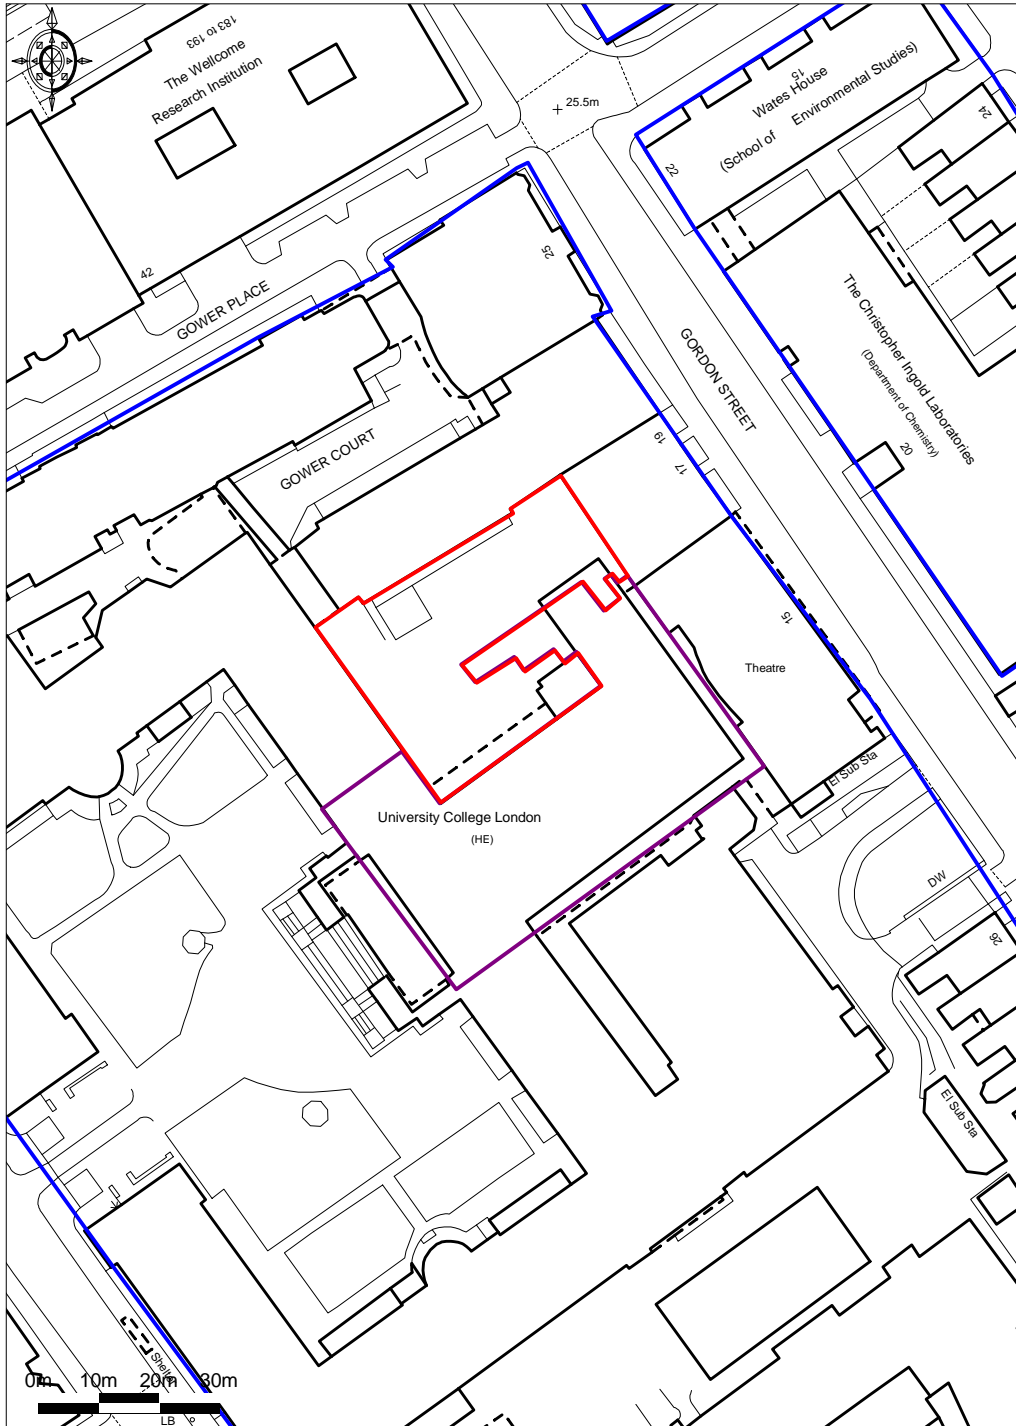 183 to 193
The Wellcome
Research Institution
25.5m
15
Wates House
(School of Environmental Studies)
24
22
42
GOWER PLACE
25
GORDON STREET
The Christopher Ingold Laboratories
(Department of Chemistry)
20
GOWER COURT
19
17
15
Theatre
El Sub Sta
University College London
(HE)
DW
26
El Sub Sta
Shelter
0m 10m 20m 30m
LB